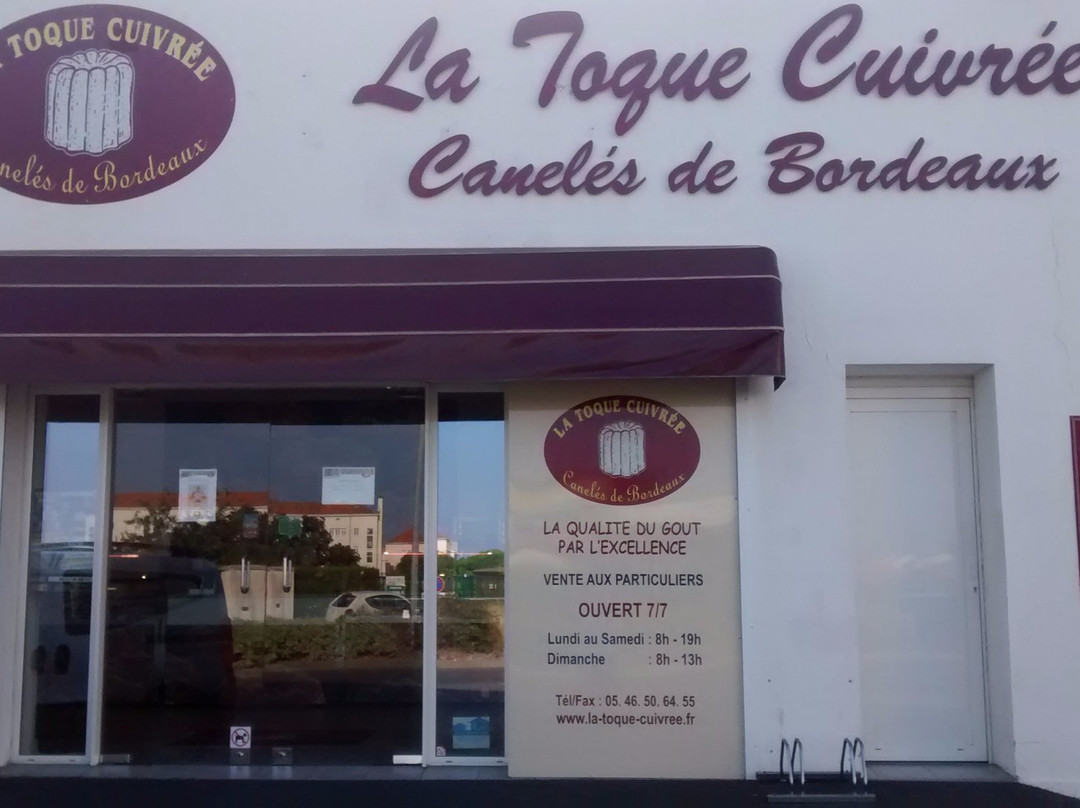 LA TOQUE CUIVRÉE
nelés de Bordeaux
La Toque Cuivrée
Canelés de Bordeaux
LA TOQUE CUIVRÉE
Canelés de Bordeaux
LA QUALITE DU GOUT
PAR L'EXCELLENCE
VENTE AUX PARTICULIERS
OUVERT 7/7
Lundi au Samedi : 8h - 19h
Dimanche : 8h - 13h
Tél/Fax : 05. 46. 50. 64. 55
www.la-toque-cuivree.fr